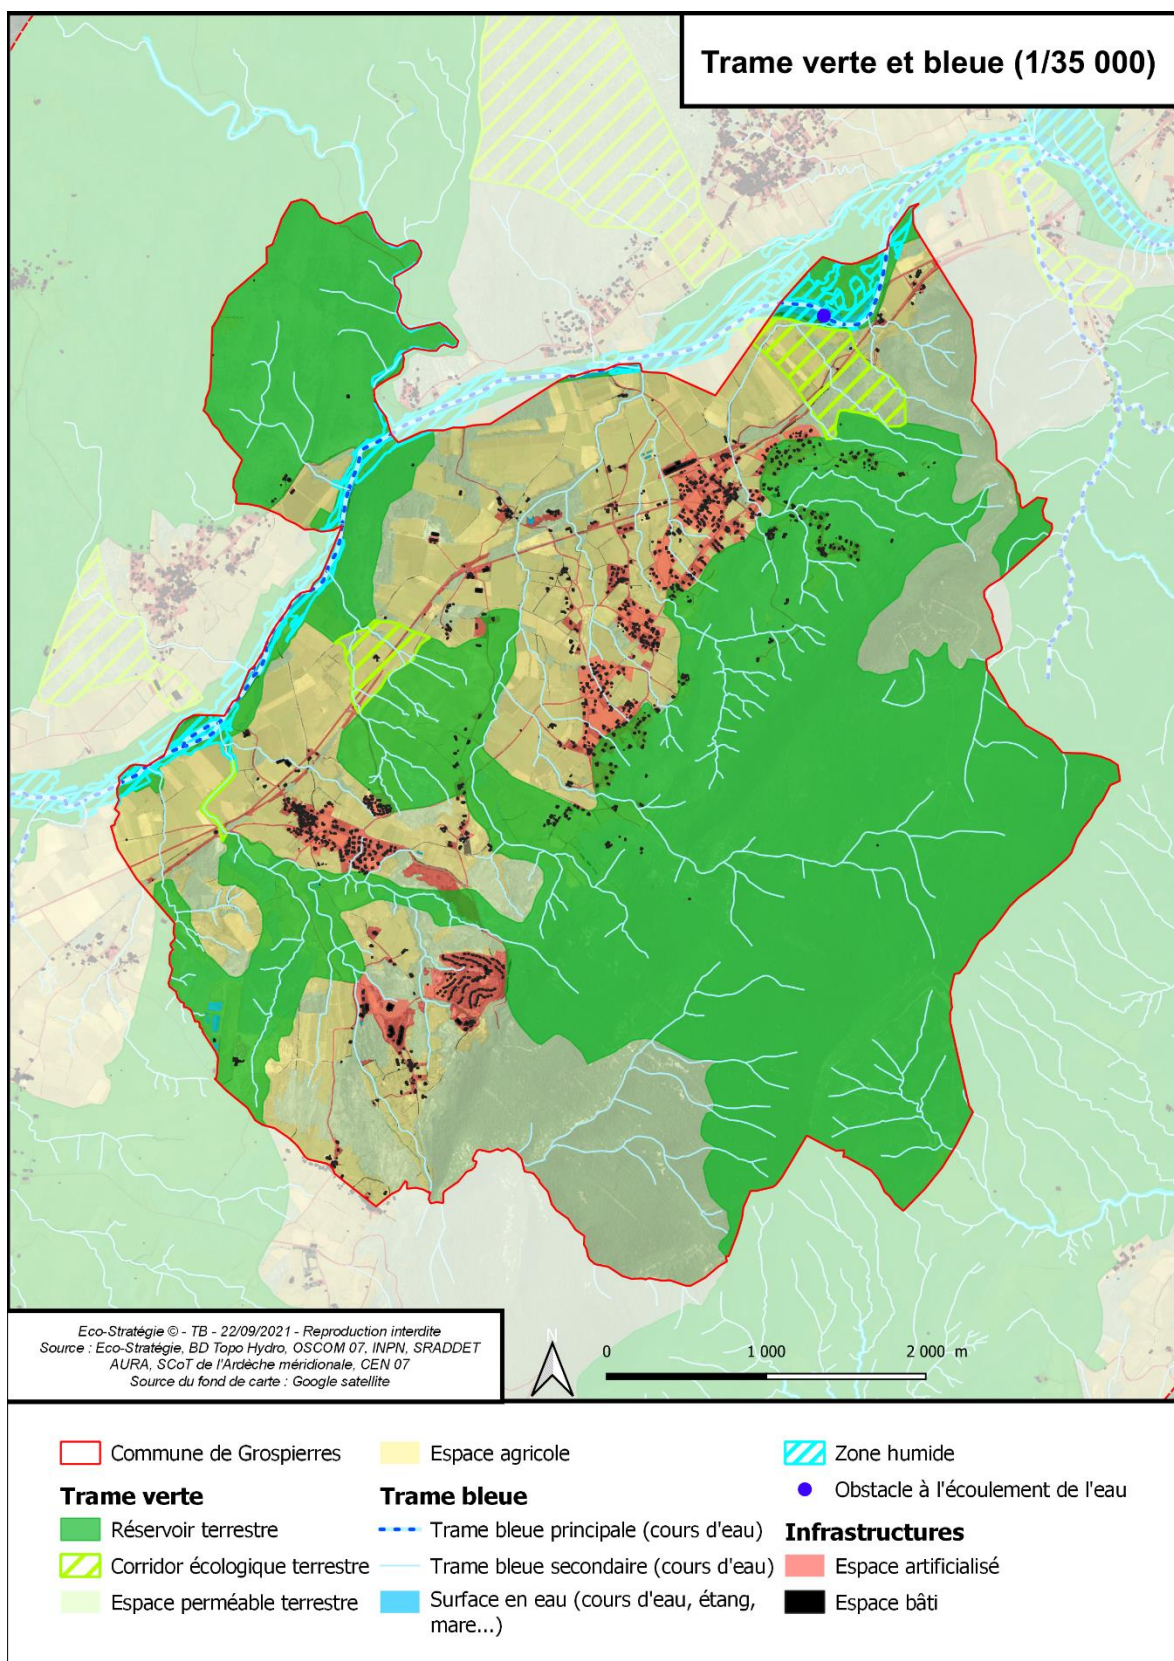 Trame verte et bleue (1/35 000)
Eco-Stratégie © - TB - 22/09/2021 - Reproduction interdite
Source : Eco-Stratégie, BD Topo Hydro, OSCOM 07, INPN, SRADDET
AURA, SCoT de l'Ardèche méridionale, CEN 07
Source du fond de carte : Google satellite
N
0 1 000 2 000 m
Commune de Grospierres
Trame verte
Réservoir terrestre
Corridor écologique terrestre
Espace perméable terrestre
Espace agricole
Trame bleue
Trame bleue principale (cours d'eau)
Trame bleue secondaire (cours d'eau)
Surface en eau (cours d'eau, étang,
mare...)
Zone humide
Obstacle à l'écoulement de l'eau
Infrastructures
Espace artificialisé
Espace bâti